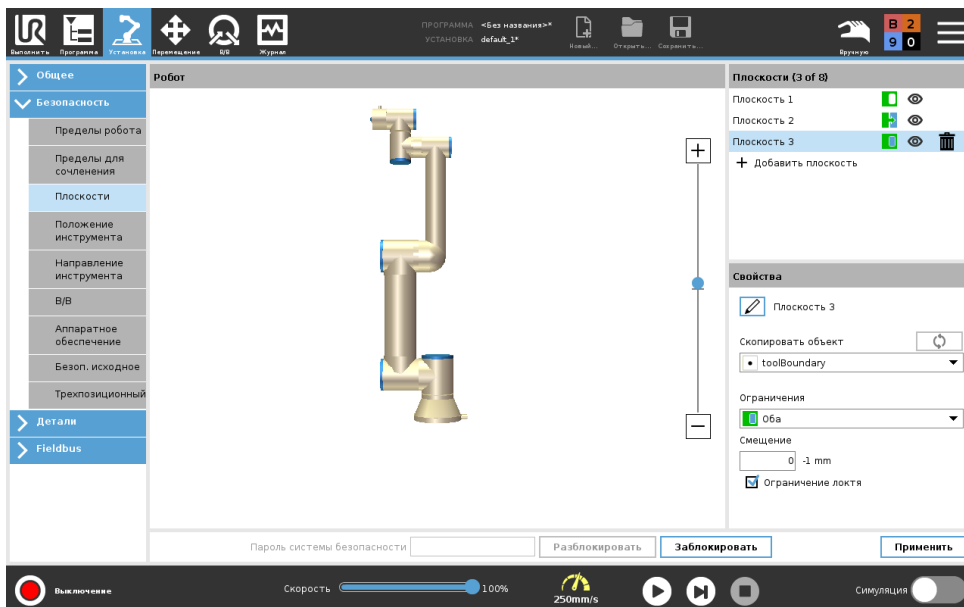 UR
ПРОГРАММА <Без названия>*
УСТАНОВКА default_1*
Выполнить
Программа
Установка
Перемещение
В/В
Журнал
Новый...
Открыть...
Сохранить...
Вручную
B 2
9 0
Общее
Безопасность
Пределы робота
Пределы для
сочленения
Плоскости
Положение
инструмента
Направление
инструмента
В/В
Аппаратное
обеспечение
Безоп. исходное
Трехпозиционный
Детали
Fieldbus
Робот
Плоскости (3 of 8)
Плоскость 1
Плоскость 2
Плоскость 3
+ Добавить плоскость
Свойства
Плоскость 3
Скопировать объект
toolBoundary
Ограничения
Оба
Смещение
0 -1 mm
Ограничение локтя
Пароль системы безопасности
Разблокировать
Заблокировать
Применить
Выключение
Скорость
100%
250mm/s
Симуляция